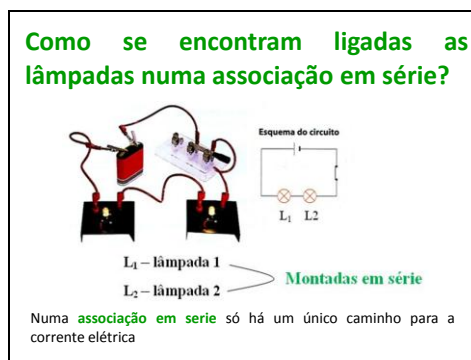 Como se encontram ligadas as
lâmpadas numa associação em série?
Esquema do circuito
L₁ L2
L₁ – lâmpada 1
L₂ – lâmpada 2
Montadas em série
Numa associação em serie só há um único caminho para a
corrente elétrica